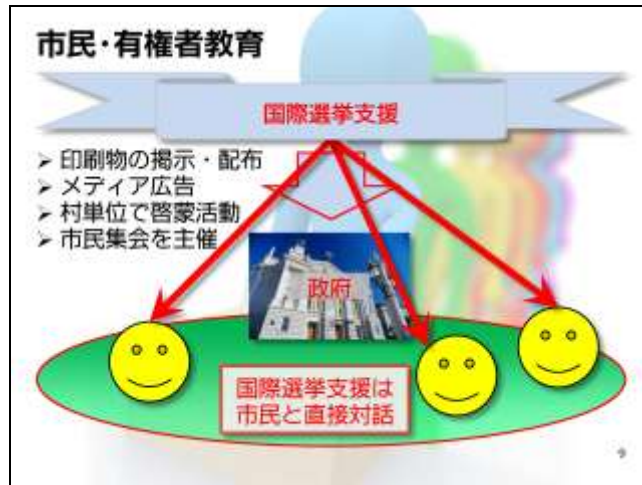 市民・有権者教育
国際選挙支援
➢ 印刷物の掲示・配布
➢ メディア広告
➢ 村単位で啓蒙活動
➢ 市民集会を主催
政府
国際選挙支援は
市民と直接対話
9